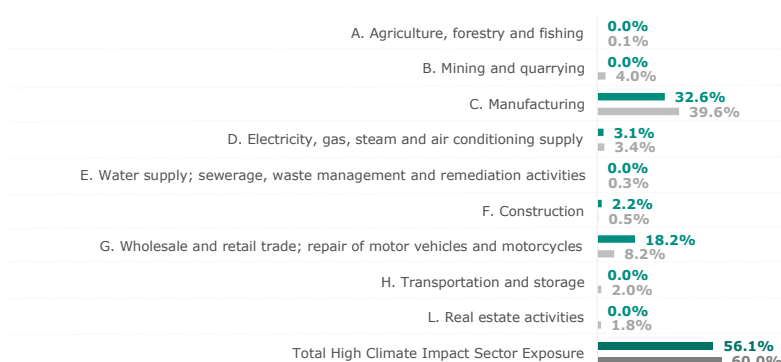 A. Agriculture, forestry and fishing 0.0%
0.1%
B. Mining and quarrying 0.0%
4.0%
C. Manufacturing 32.6%
39.6%
D. Electricity, gas, steam and air conditioning supply 3.1%
3.4%
E. Water supply; sewerage, waste management and remediation activities 0.0%
0.3%
F. Construction 2.2%
0.5%
G. Wholesale and retail trade; repair of motor vehicles and motorcycles 18.2%
8.2%
H. Transportation and storage 0.0%
2.0%
L. Real estate activities 0.0%
1.8%
Total High Climate Impact Sector Exposure 56.1%
60.0%